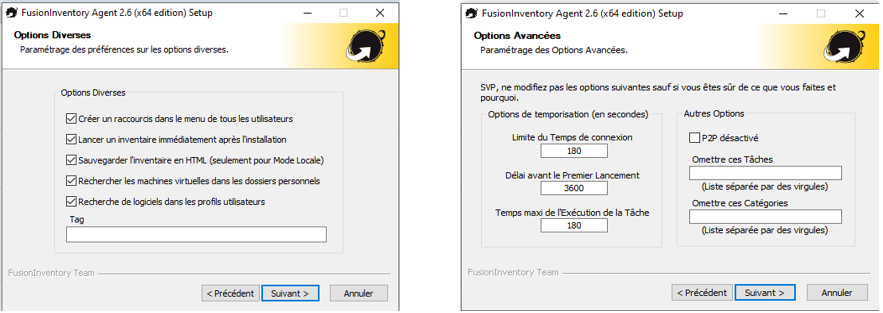 FusionInventory Agent 2.6 (x64 edition) Setup
Options Diverses
Paramétrage des préférences sur les options diverses.
Options Diverses
Créer un raccourcis dans le menu de tous les utilisateurs
Lancer un inventaire immédiatement après l'installation
Sauvegarder l'inventaire en HTML (seulement pour Mode Locale)
Rechercher les machines virtuelles dans les dossiers personnels
Recherche de logiciels dans les profils utilisateurs
Tag
FusionInventory Team
< Précédent
Suivant >
Annuler
FusionInventory Agent 2.6 (x64 edition) Setup
Options Avancées
Paramétrage des Options Avancées.
SVP, ne modifiez pas les options suivantes sauf si vous êtes sûr de ce que vous faites et
pourquoi.
Options de temporisation (en secondes)
Limite du Temps de connexion
180
Délai avant le Premier Lancement
3600
Temps maxi de l'Exécution de la Tâche
180
Autres Options
P2P désactivé
Omettre ces Tâches
(Liste séparée par des virgules)
Omettre ces Catégories
(Liste séparée par des virgules)
FusionInventory Team
< Précédent
Suivant >
Annuler